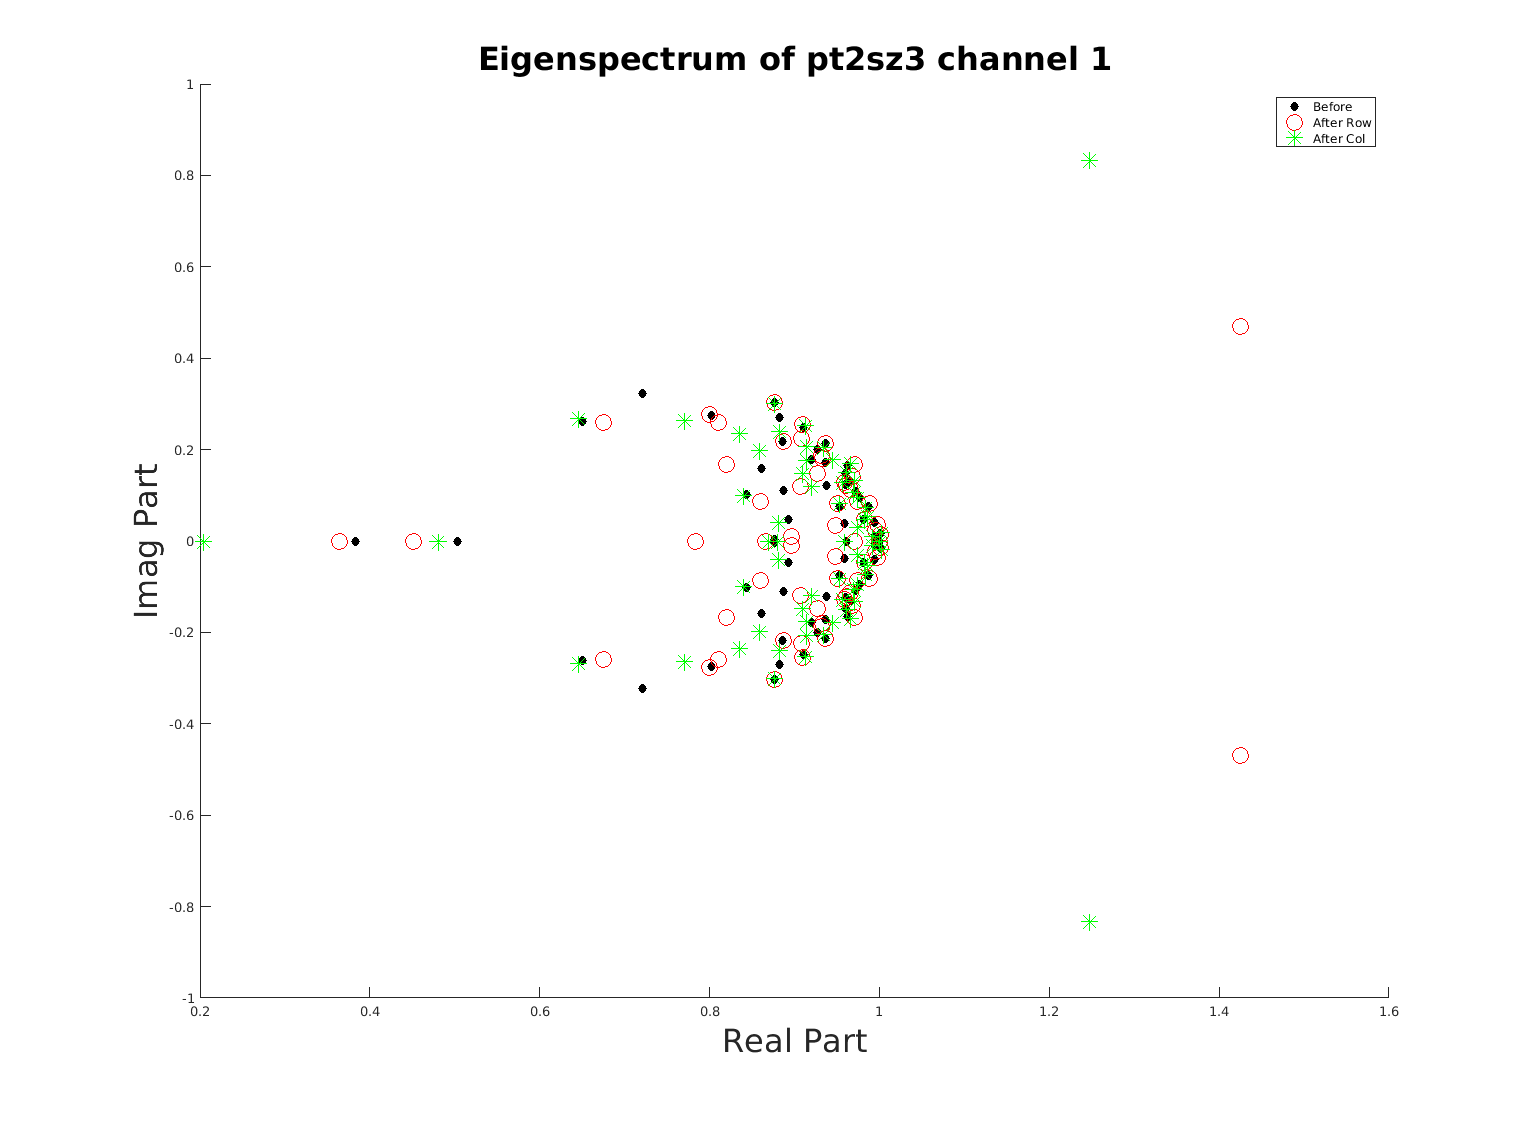 Eigenspectrum of pt2sz3 channel 1
Before
After Row
After Col
Imag Part
1
0.8
0.6
0.4
0.2
0
-0.2
-0.4
-0.6
-0.8
-1
0.2 0.4 0.6 0.8 1 1.2 1.4 1.6
Real Part